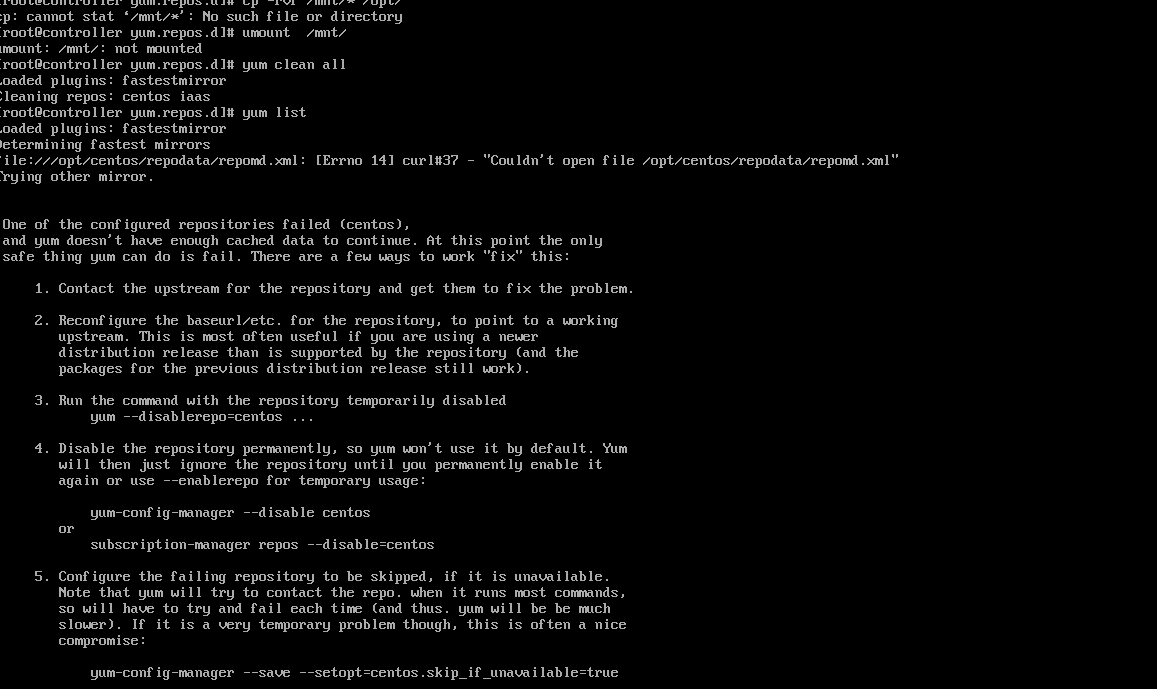 [root@controller yum.repos.d]# cp -rvf /mnt/* /opt/
cp: cannot stat ‘/mnt/*’: No such file or directory
[root@controller yum.repos.d]# umount  /mnt/
umount: /mnt/: not mounted
[root@controller yum.repos.d]# yum clean all
Loaded plugins: fastestmirror
Cleaning repos: centos iaas
[root@controller yum.repos.d]# yum list
Loaded plugins: fastestmirror
Determining fastest mirrors
file:///opt/centos/repodata/repomd.xml: [Errno 14] curl#37 - "Couldn't open file /opt/centos/repodata/repomd.xml"
Trying other mirror.
One of the configured repositories failed (centos),
and yum doesn't have enough cached data to continue. At this point the only
safe thing yum can do is fail. There are a few ways to work "fix" this:
1. Contact the upstream for the repository and get them to fix the problem.
2. Reconfigure the baseurl/etc. for the repository, to point to a working
upstream. This is most often useful if you are using a newer
distribution release than is supported by the repository (and the
packages for the previous distribution release still work).
3. Run the command with the repository temporarily disabled
yum --disablerepo=centos ...
4. Disable the repository permanently, so yum won't use it by default. Yum
will then just ignore the repository until you permanently enable it
again or use --enablerepo for temporary usage:
yum-config-manager --disable centos
or
subscription-manager repos --disable=centos
5. Configure the failing repository to be skipped, if it is unavailable.
Note that yum will try to contact the repo. when it runs most commands,
so will have to try and fail each time (and thus. yum will be be much
slower). If it is a very temporary problem though, this is often a nice
compromise:
yum-config-manager --save --setopt=centos.skip_if_unavailable=true